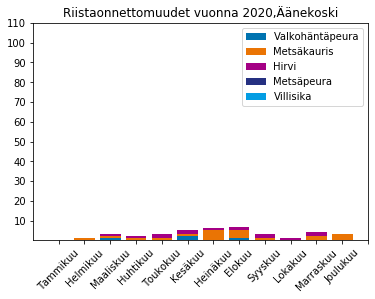 Riistaonnettomuudet vuonna 2020,Äänekoski
110
100
90
80
70
60
50
40
30
20
10
Valkohäntäpeura
Metsäkauris
Hirvi
Metsäpeura
Villisika
Tammikuu
Helmikuu
Maaliskuu
Huhtikuu
Toukokuu
Kesäkuu
Heinäkuu
Elokuu
Syyskuu
Lokakuu
Marraskuu
Joulukuu